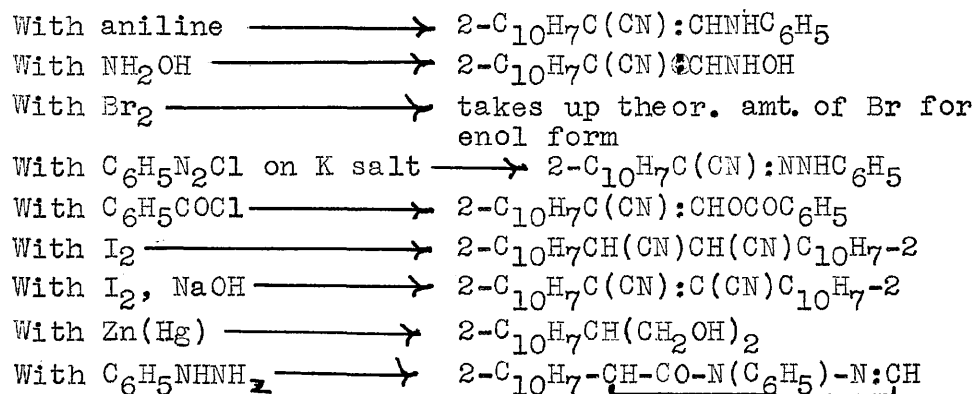 With aniline ⟶ 2-C₁₀H₇C(CN):CHNHC₆H₅
With NH₂OH ⟶ 2-C₁₀H₇C(CN):CHNHOH
With Br₂ ⟶ takes up theor. amt. of Br for
enol form
With C₆H₅N₂Cl on K salt ⟶ 2-C₁₀H₇C(CN):NNHC₆H₅
With C₆H₅COCl ⟶ 2-C₁₀H₇C(CN):CHOCOC₆H₅
With I₂ ⟶ 2-C₁₀H₇CH(CN)CH(CN)C₁₀H₇-2
With I₂, NaOH ⟶ 2-C₁₀H₇C(CN):C(CN)C₁₀H₇-2
With Zn(Hg) ⟶ 2-C₁₀H₇CH(CH₂OH)₂
With C₆H₅NHNH₂ ⟶ 2-C₁₀H₇-CH-CO-N(C₆H₅)-N:CH